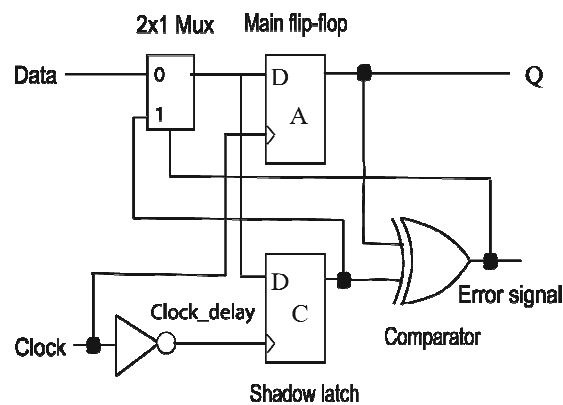 2x1 Mux
Main flip-flop
Data
0
1
D
A
Q
D
C
Clock_delay
Clock
Error signal
Comparator
Shadow latch